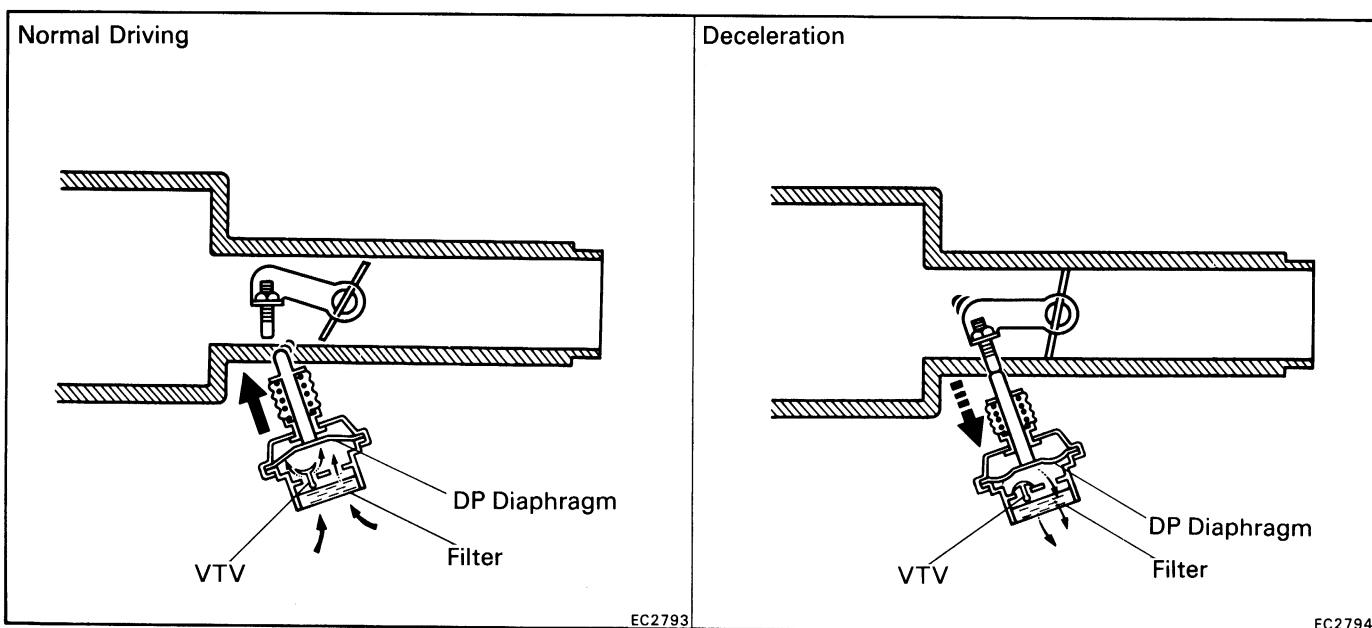 Normal Driving
DP Diaphragm
Filter
VTV
EC2793
Deceleration
DP Diaphragm
Filter
VTV
EC2794